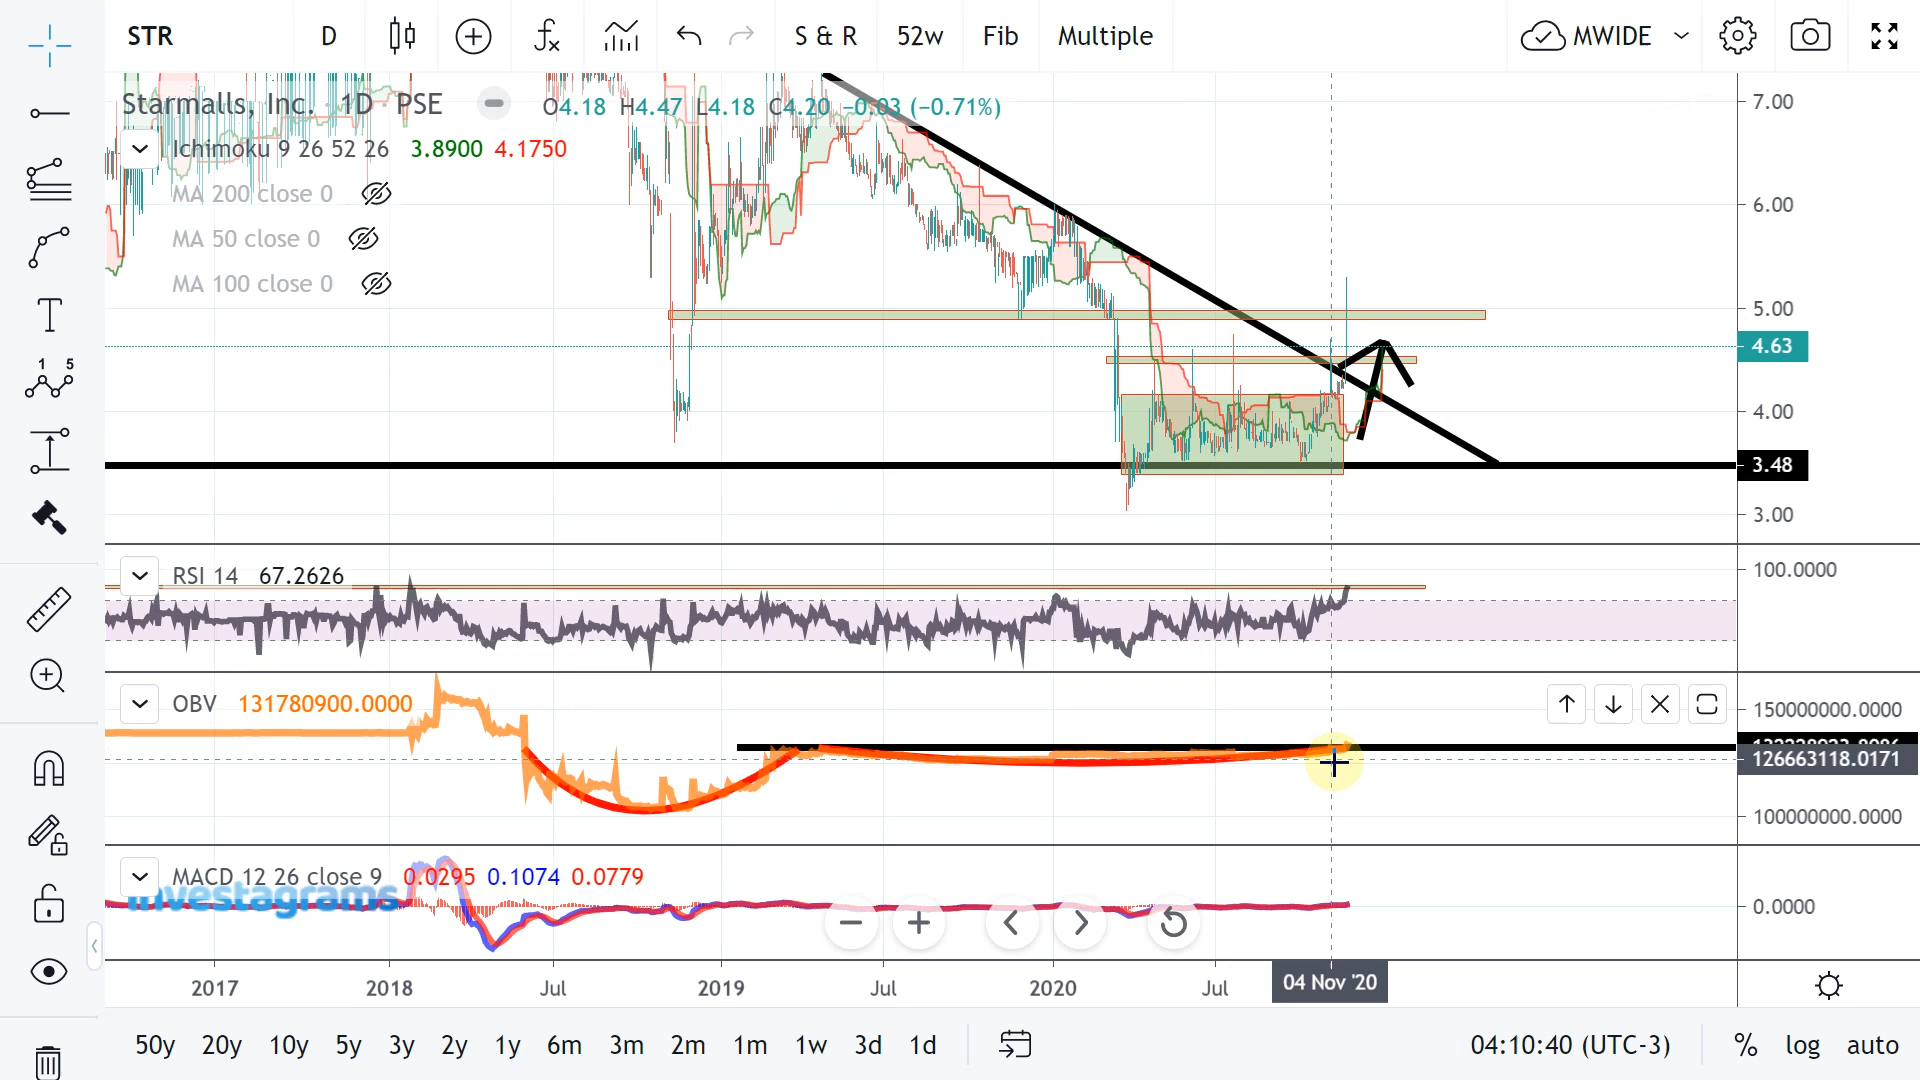 STR D S & R 52w Fib Multiple MWIDE
Starmalls, Inc. · 1D · PSE O4.18 H4.47 L4.18 C4.20 −0.03 (−0.71%)
Ichimoku 9 26 52 26 3.8900 4.1750
MA 200 close 0
MA 50 close 0
MA 100 close 0
7.00
6.00
5.00
4.63
4.00
3.48
3.00
RSI 14 67.2626
100.0000
OBV 131780900.0000
150000000.0000
126663118.0171
100000000.0000
MACD 12 26 close 9 0.0295 0.1074 0.0779
Investagrams
0.0000
2017 2018 Jul 2019 Jul 2020 Jul 04 Nov '20
50y 20y 10y 5y 3y 2y 1y 6m 3m 2m 1m 1w 3d 1d 04:10:40 (UTC-3) % log auto
1 5
T